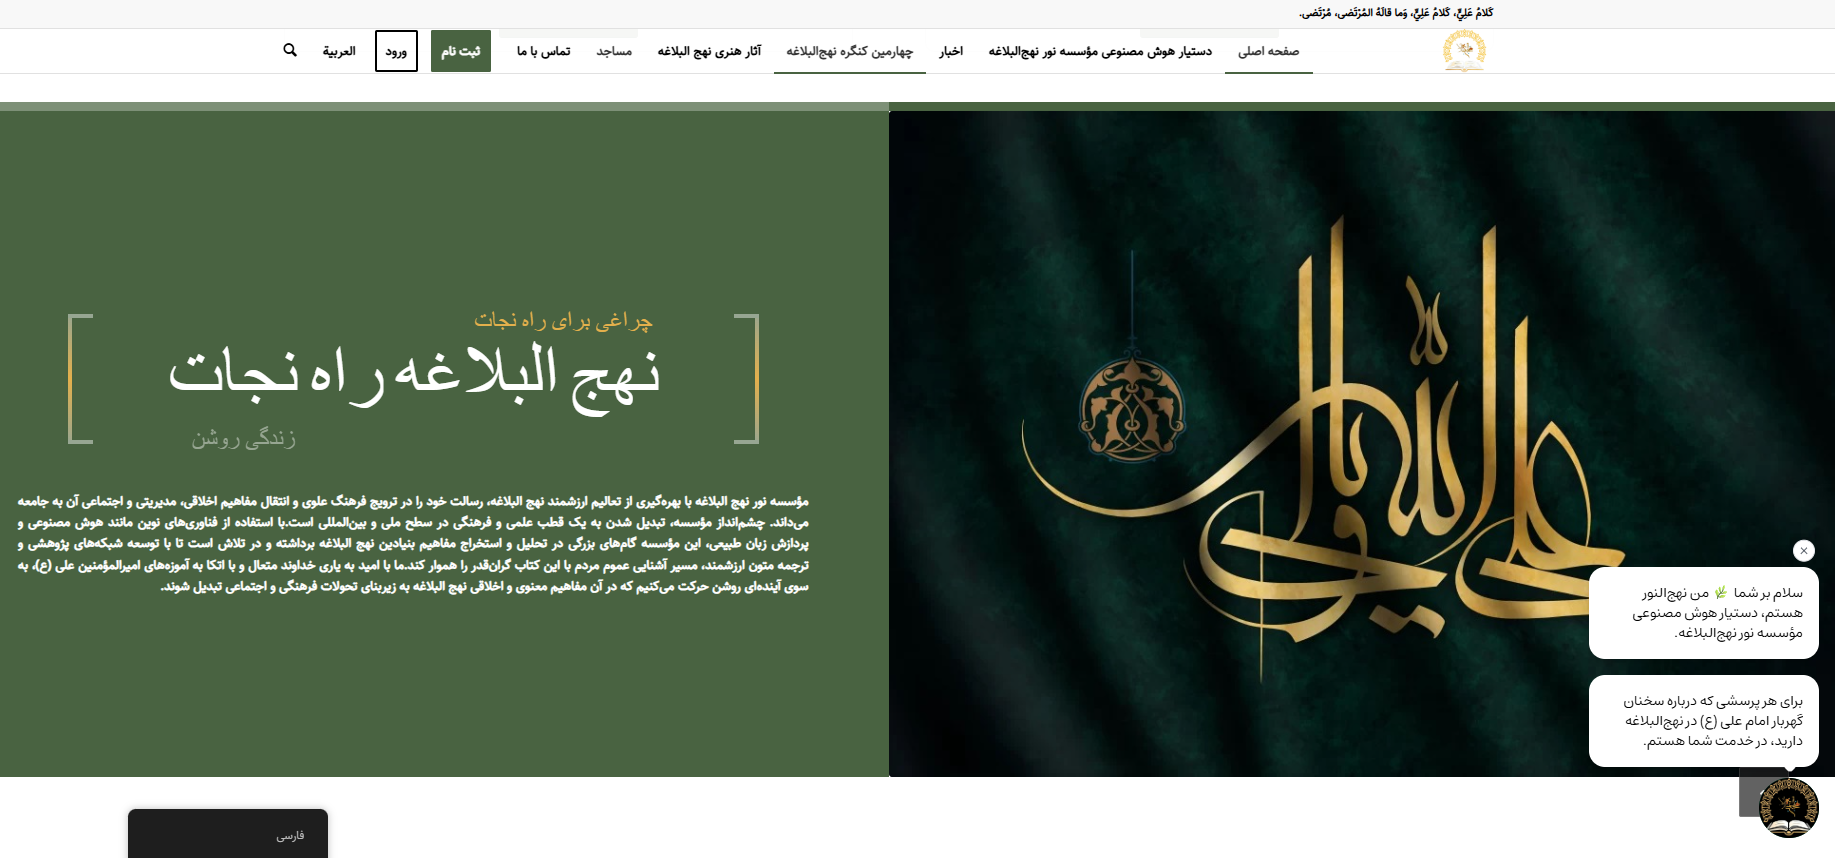 کَلامُ عَلِيٍّ، کَلامُ عَلِيٍّ، وَما قالَهُ المُرْتَضى، مُرْتَضى.
صفحه اصلی
دستیار هوش مصنوعی مؤسسه نور نهج‌البلاغه
اخبار
چهارمین کنگره نهج‌البلاغه
آثار هنری نهج البلاغه
مساجد
تماس با ما
ثبت نام
ورود
العربية
چراغی برای راه نجات
نهج البلاغه راه نجات
زندگی روشن
مؤسسه نور نهج البلاغه با بهره‌گیری از تعالیم ارزشمند نهج البلاغه، رسالت خود را در ترویج فرهنگ علوی و انتقال مفاهیم اخلاقی، مدیریتی و اجتماعی آن به جامعه
می‌داند. چشم‌انداز مؤسسه، تبدیل شدن به یک قطب علمی و فرهنگی در سطح ملی و بین‌المللی است.با استفاده از فناوری‌های نوین مانند هوش مصنوعی و
پردازش زبان طبیعی، این مؤسسه گام‌های بزرگی در تحلیل و استخراج مفاهیم بنیادین نهج البلاغه برداشته و در تلاش است تا با توسعه شبکه‌های پژوهشی و
ترجمه متون ارزشمند، مسیر آشنایی عموم مردم با این کتاب گران‌قدر را هموار کند.ما با امید به یاری خداوند متعال و با اتکا به آموزه‌های امیرالمؤمنین علی (ع)، به
سوی آینده‌ای روشن حرکت می‌کنیم که در آن مفاهیم معنوی و اخلاقی نهج البلاغه به زیربنای تحولات فرهنگی و اجتماعی تبدیل شوند.
علی ولی الله
سلام بر شما 🌿 من نهج‌النور
هستم، دستیار هوش مصنوعی
مؤسسه نور نهج‌البلاغه.
برای هر پرسشی که درباره سخنان
گهربار امام علی (ع) در نهج‌البلاغه
دارید، در خدمت شما هستم.
فارسی